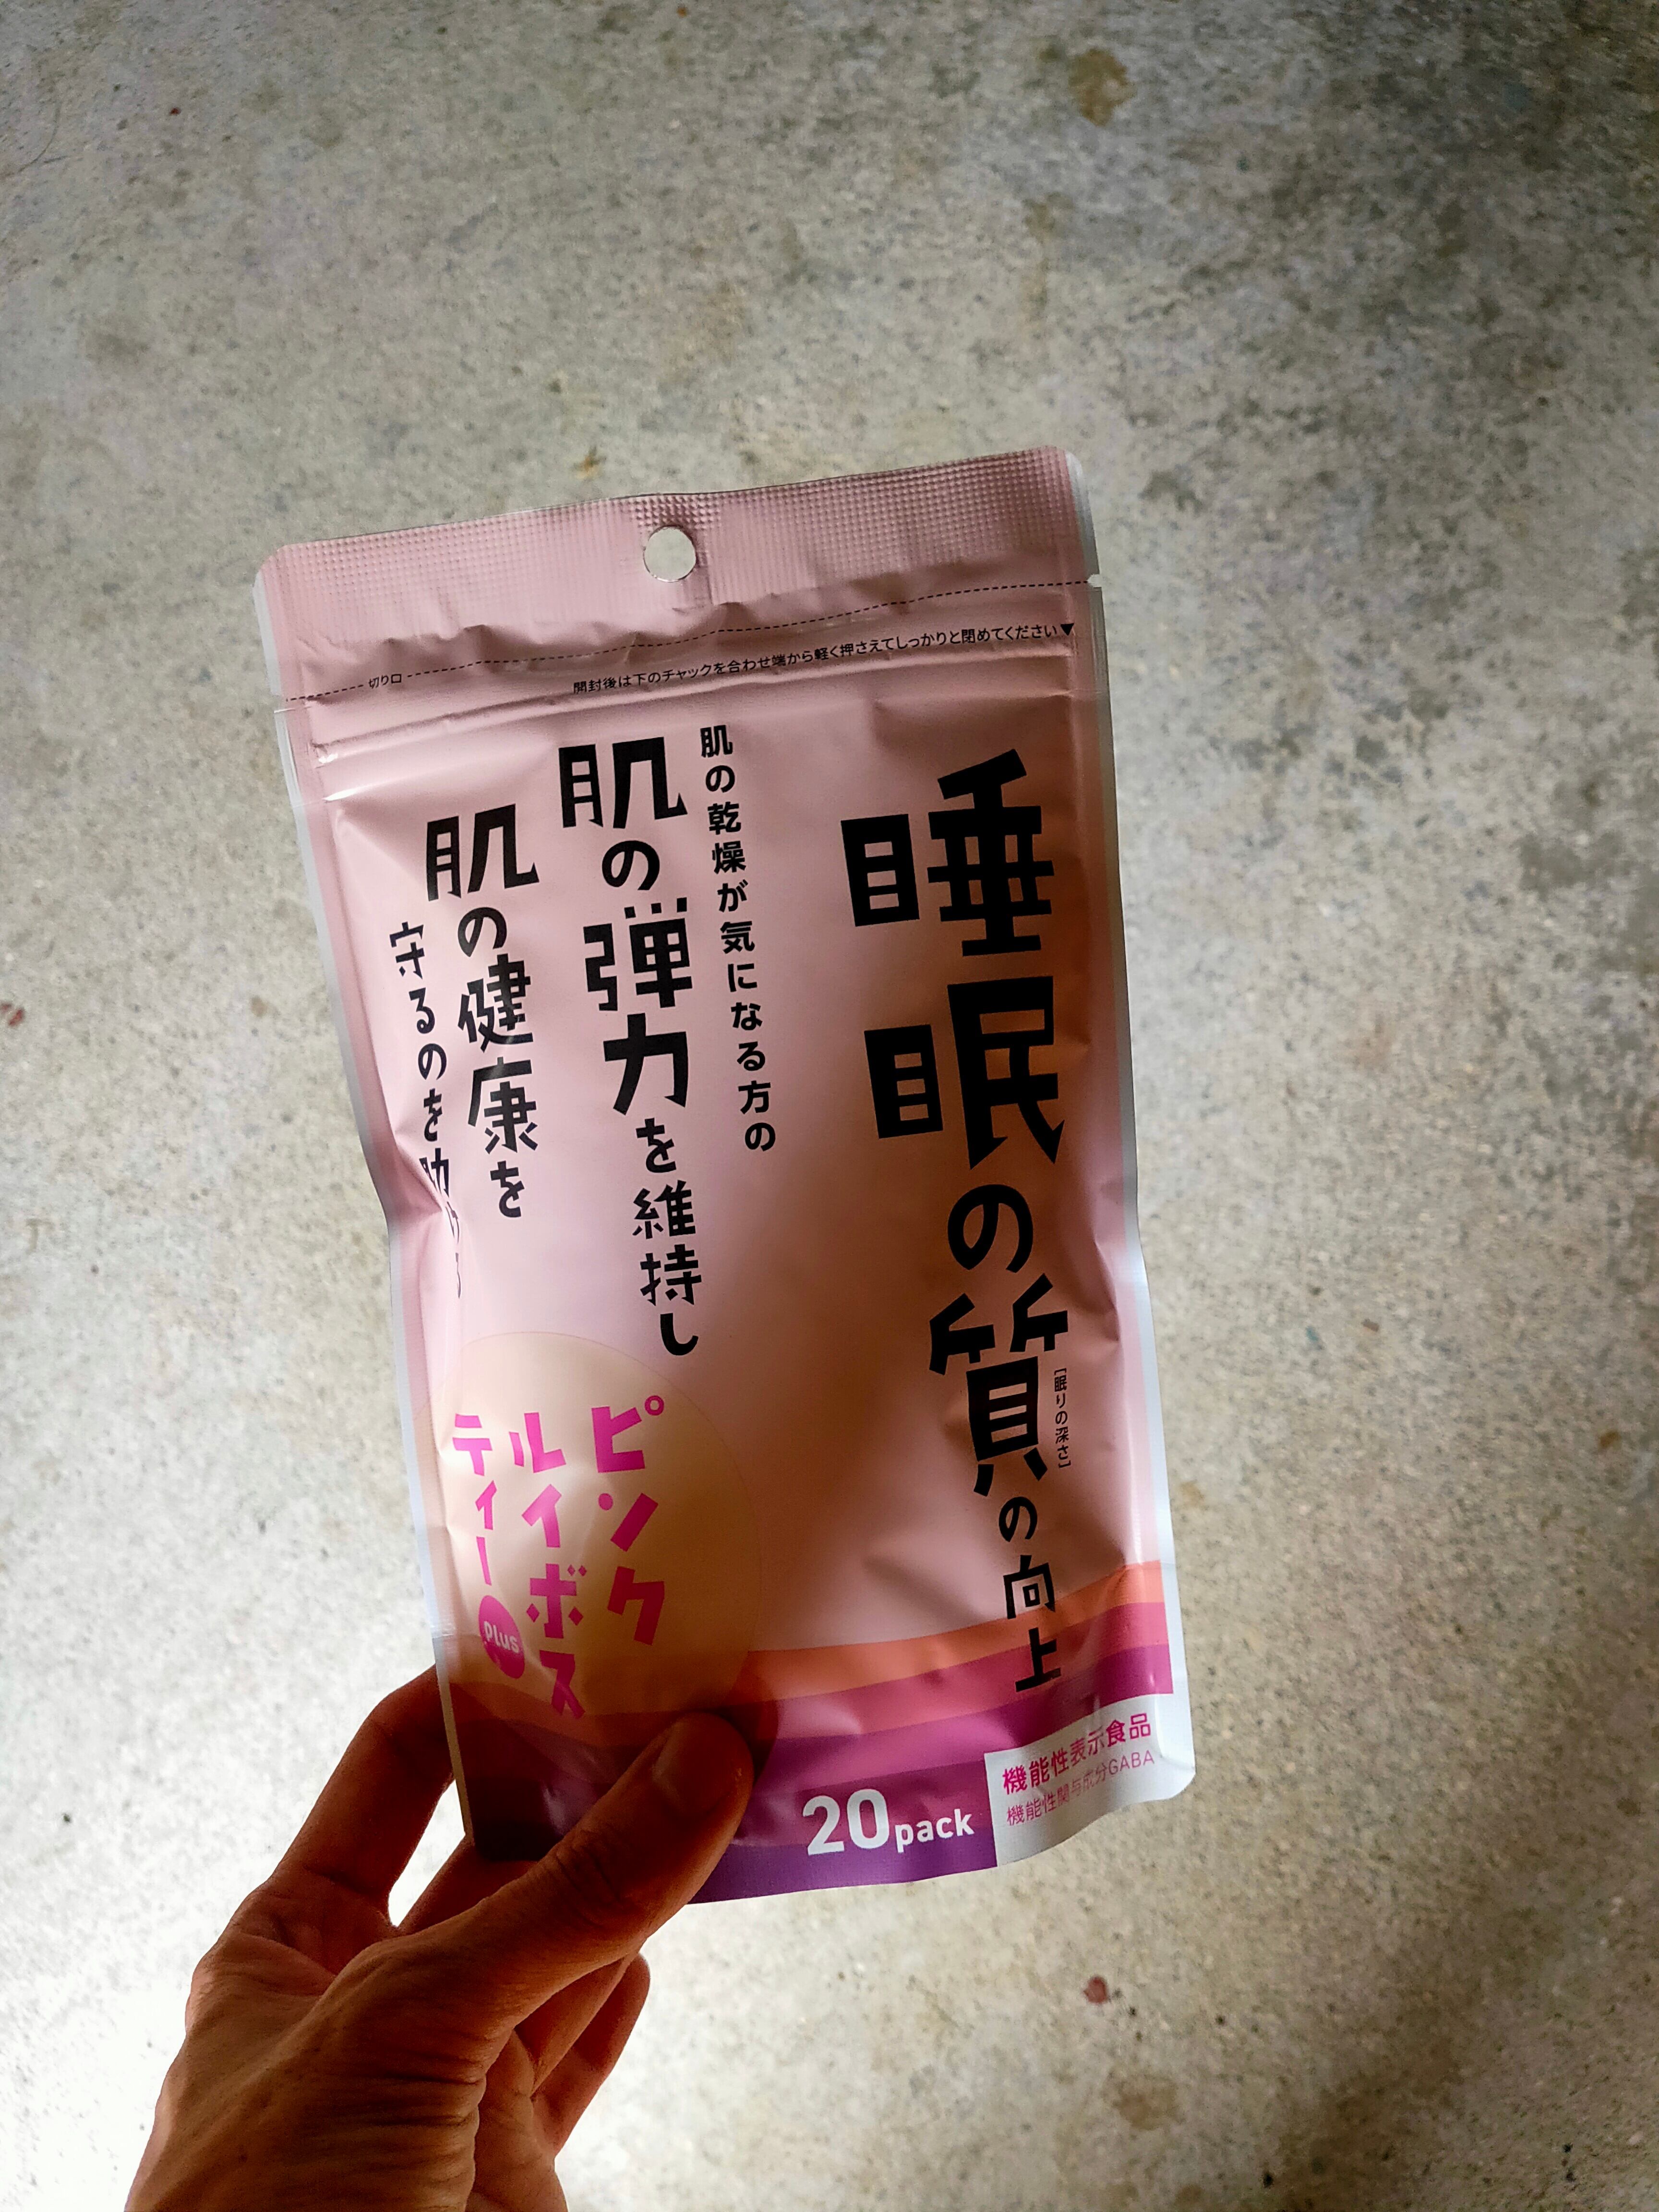 切り口
開封後は下のチャックを合わせ端から軽く押さえてしっかりと閉めてください▼
睡眠の質の向上
[眠りの深さ]
肌の乾燥が気になる方の
肌の弾力を維持し
肌の健康を
守るのを助ける
ピンク
ルイボス
ティー
Plus
20pack
機能性表示食品
機能性関与成分GABA